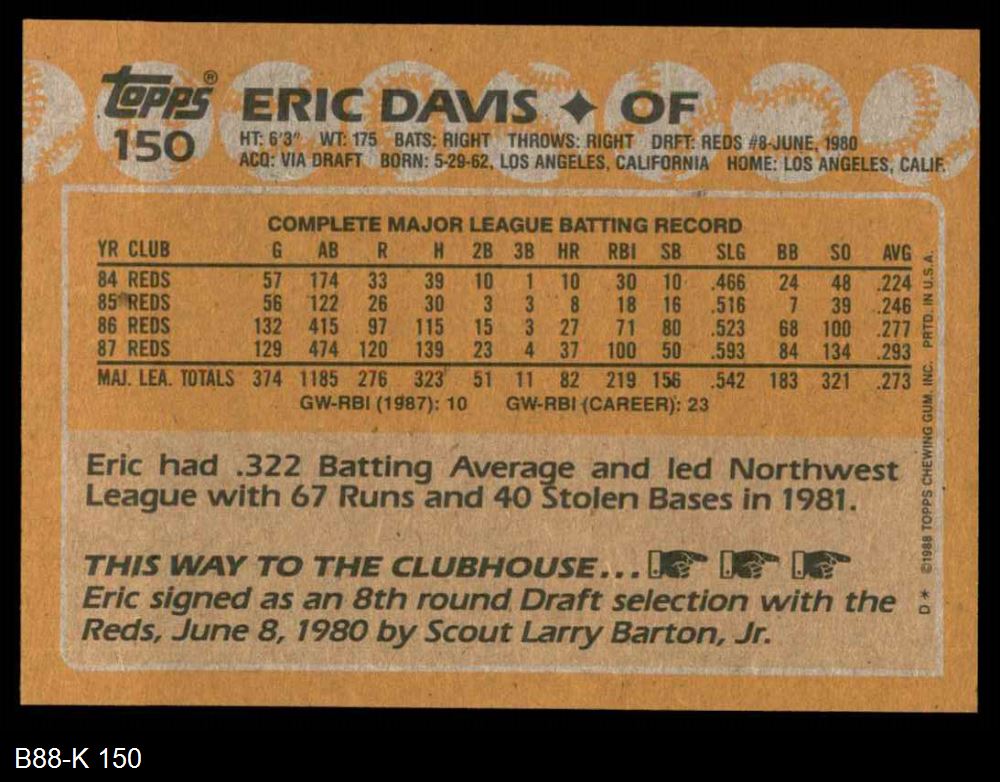 topps®
150
ERIC DAVIS ✦ OF
HT: 6'3" WT: 175 BATS: RIGHT THROWS: RIGHT DRFT: REDS #8-JUNE, 1980
ACQ: VIA DRAFT BORN: 5-29-62, LOS ANGELES, CALIFORNIA HOME: LOS ANGELES, CALIF.
COMPLETE MAJOR LEAGUE BATTING RECORD
YR CLUB G AB R H 2B 3B HR RBI SB SLG BB SO AVG
84 REDS 57 174 33 39 10 1 10 30 10 .466 24 48 .224
85 REDS 56 122 26 30 3 3 8 18 16 .516 7 39 .246
86 REDS 132 415 97 115 15 3 27 71 80 .523 68 100 .277
87 REDS 129 474 120 139 23 4 37 100 50 .593 84 134 .293
MAJ. LEA. TOTALS 374 1185 276 323 51 11 82 219 156 .542 183 321 .273
GW-RBI (1987): 10 GW-RBI (CAREER): 23
Eric had .322 Batting Average and led Northwest
League with 67 Runs and 40 Stolen Bases in 1981.
THIS WAY TO THE CLUBHOUSE...
Eric signed as an 8th round Draft selection with the
Reds, June 8, 1980 by Scout Larry Barton, Jr.
D* ©1988 TOPPS CHEWING GUM, INC. PRTD. IN U.S.A.
B88-K 150